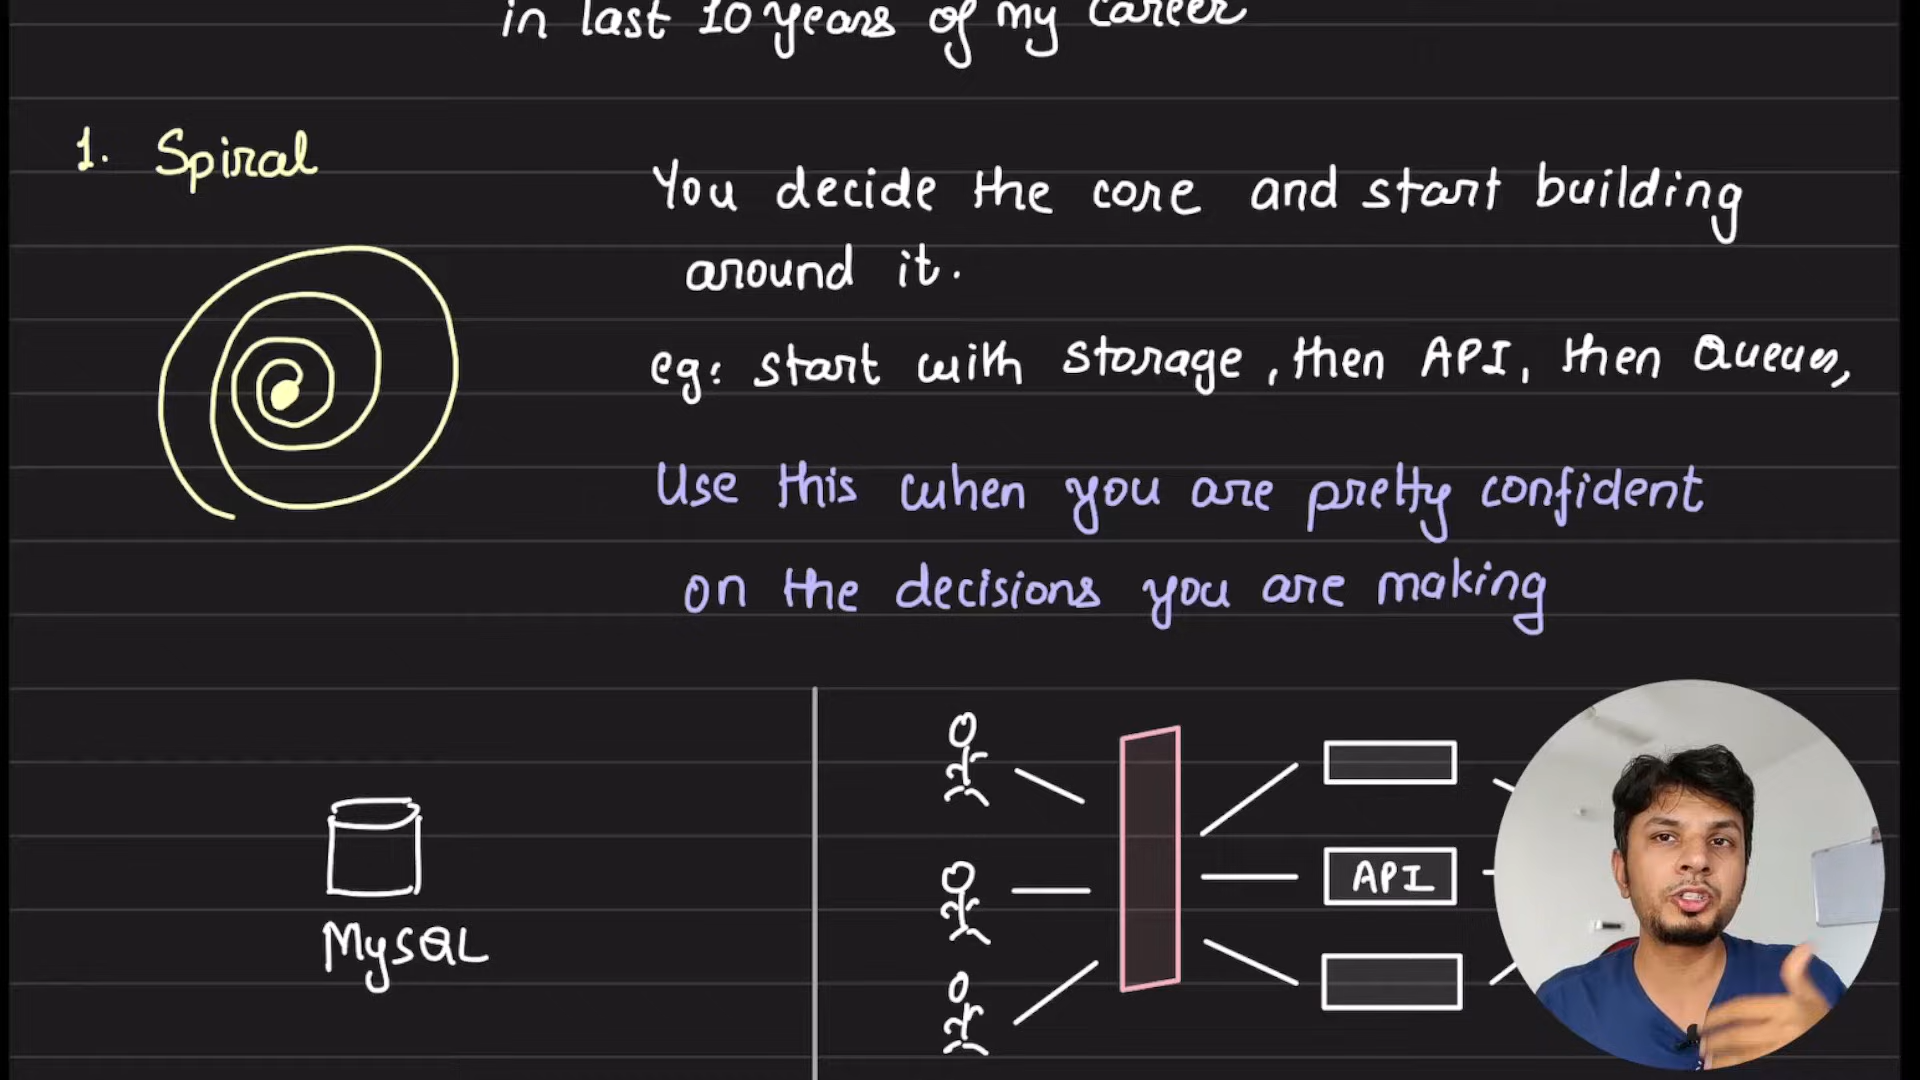 in last 10 years of my career
1. Spiral
You decide the core and start building
around it.
eg: start with storage, then API, then Queues,
Use this when you are pretty confident
on the decisions you are making
API
MySQL